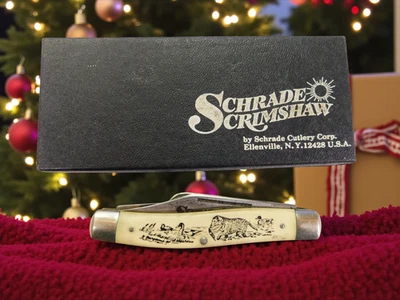 SCHRADE
SCRIMSHAW
by Schrade Cutlery Corp.
Ellenville, N.Y.12428 U.S.A.